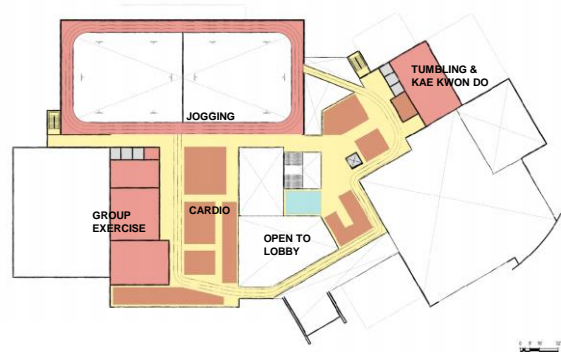 TUMBLING &
KAE KWON DO
JOGGING
GROUP
EXERCISE
CARDIO
OPEN TO
LOBBY